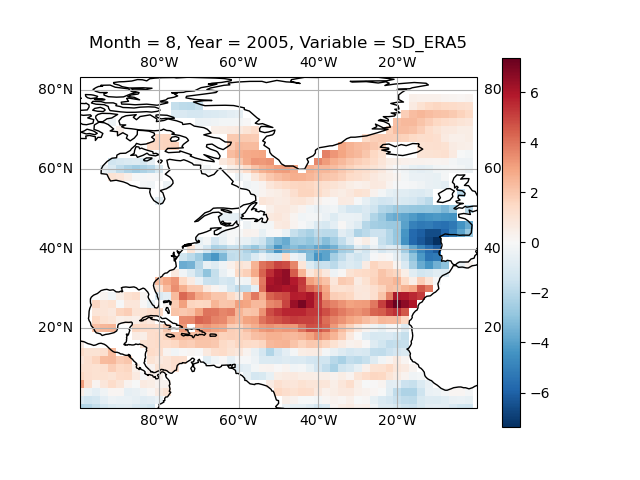 Month = 8, Year = 2005, Variable = SD_ERA5
80°W 60°W 40°W 20°W
80°N 80
60°N 60
40°N 40
20°N 20
80°W 60°W 40°W 20°W
6
4
2
0
−2
−4
−6